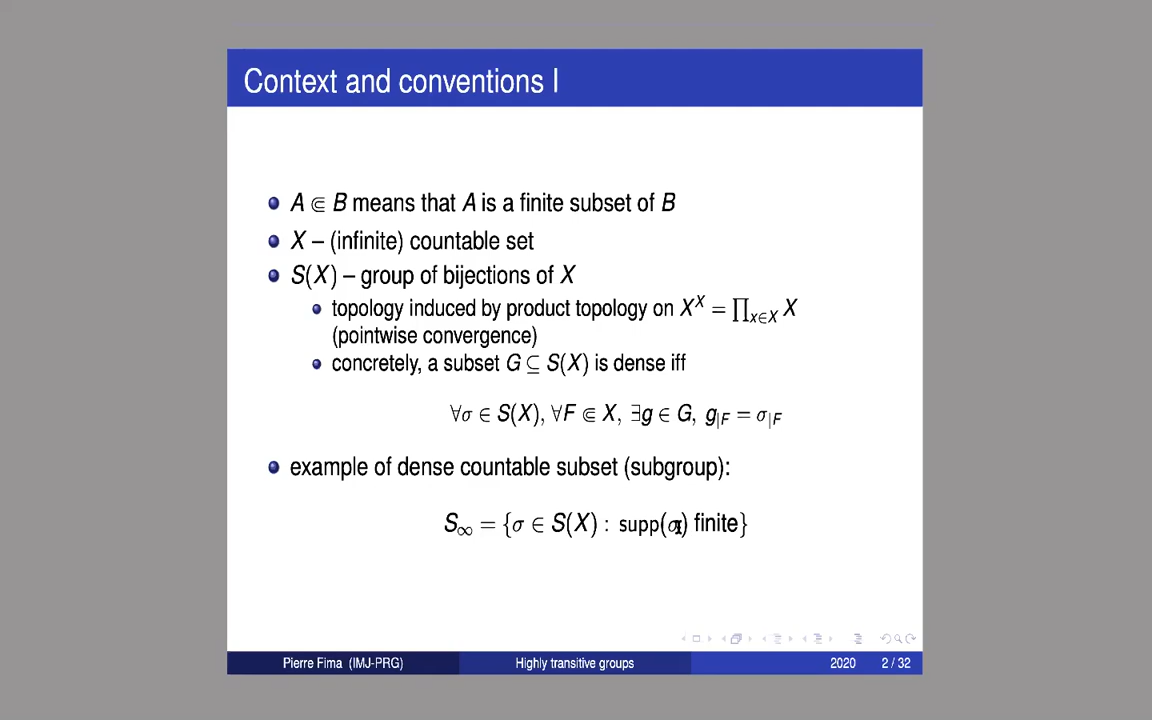 Context and conventions I
A ⋐ B means that A is a finite subset of B
X – (infinite) countable set
S(X) – group of bijections of X
topology induced by product topology on X^X = ∏_{x∈X} X
(pointwise convergence)
concretely, a subset G ⊆ S(X) is dense iff
∀σ ∈ S(X), ∀F ⋐ X, ∃g ∈ G, g_{|F} = σ_{|F}
example of dense countable subset (subgroup):
S_∞ = {σ ∈ S(X) : supp(σ) finite}
Pierre Fima (IMJ-PRG) Highly transitive groups 2020 2 / 32